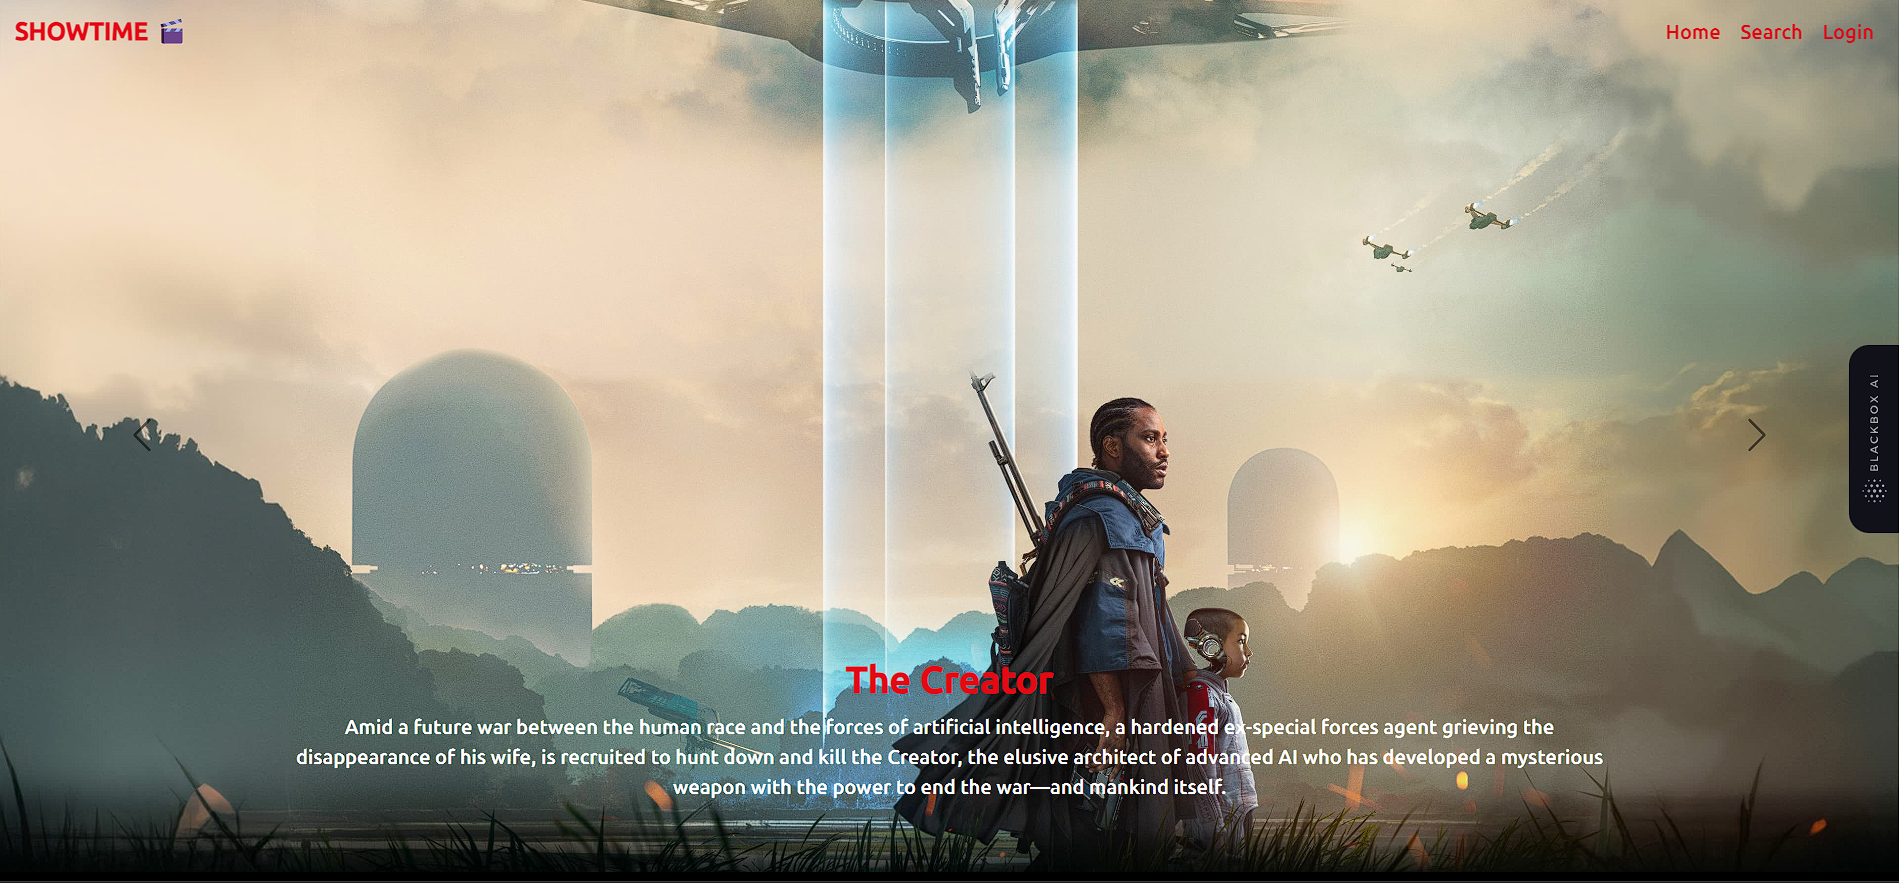 SHOWTIME 🎬
Home Search Login
BLACKBOX AI
The Creator
Amid a future war between the human race and the forces of artificial intelligence, a hardened ex-special forces agent grieving the
disappearance of his wife, is recruited to hunt down and kill the Creator, the elusive architect of advanced AI who has developed a mysterious
weapon with the power to end the war—and mankind itself.